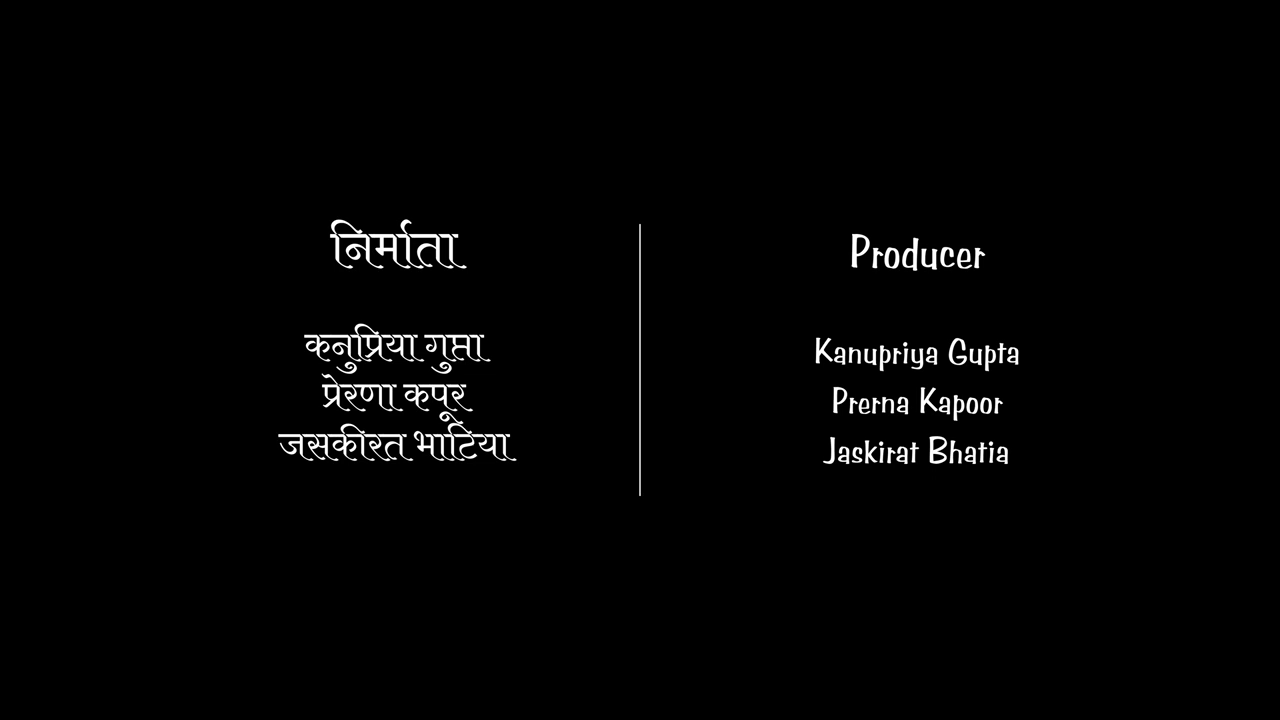 निर्माता
कनुप्रिया गुप्ता
प्रेरणा कपूर
जसकीरत भाटिया
Producer
Kanupriya Gupta
Prerna Kapoor
Jaskirat Bhatia